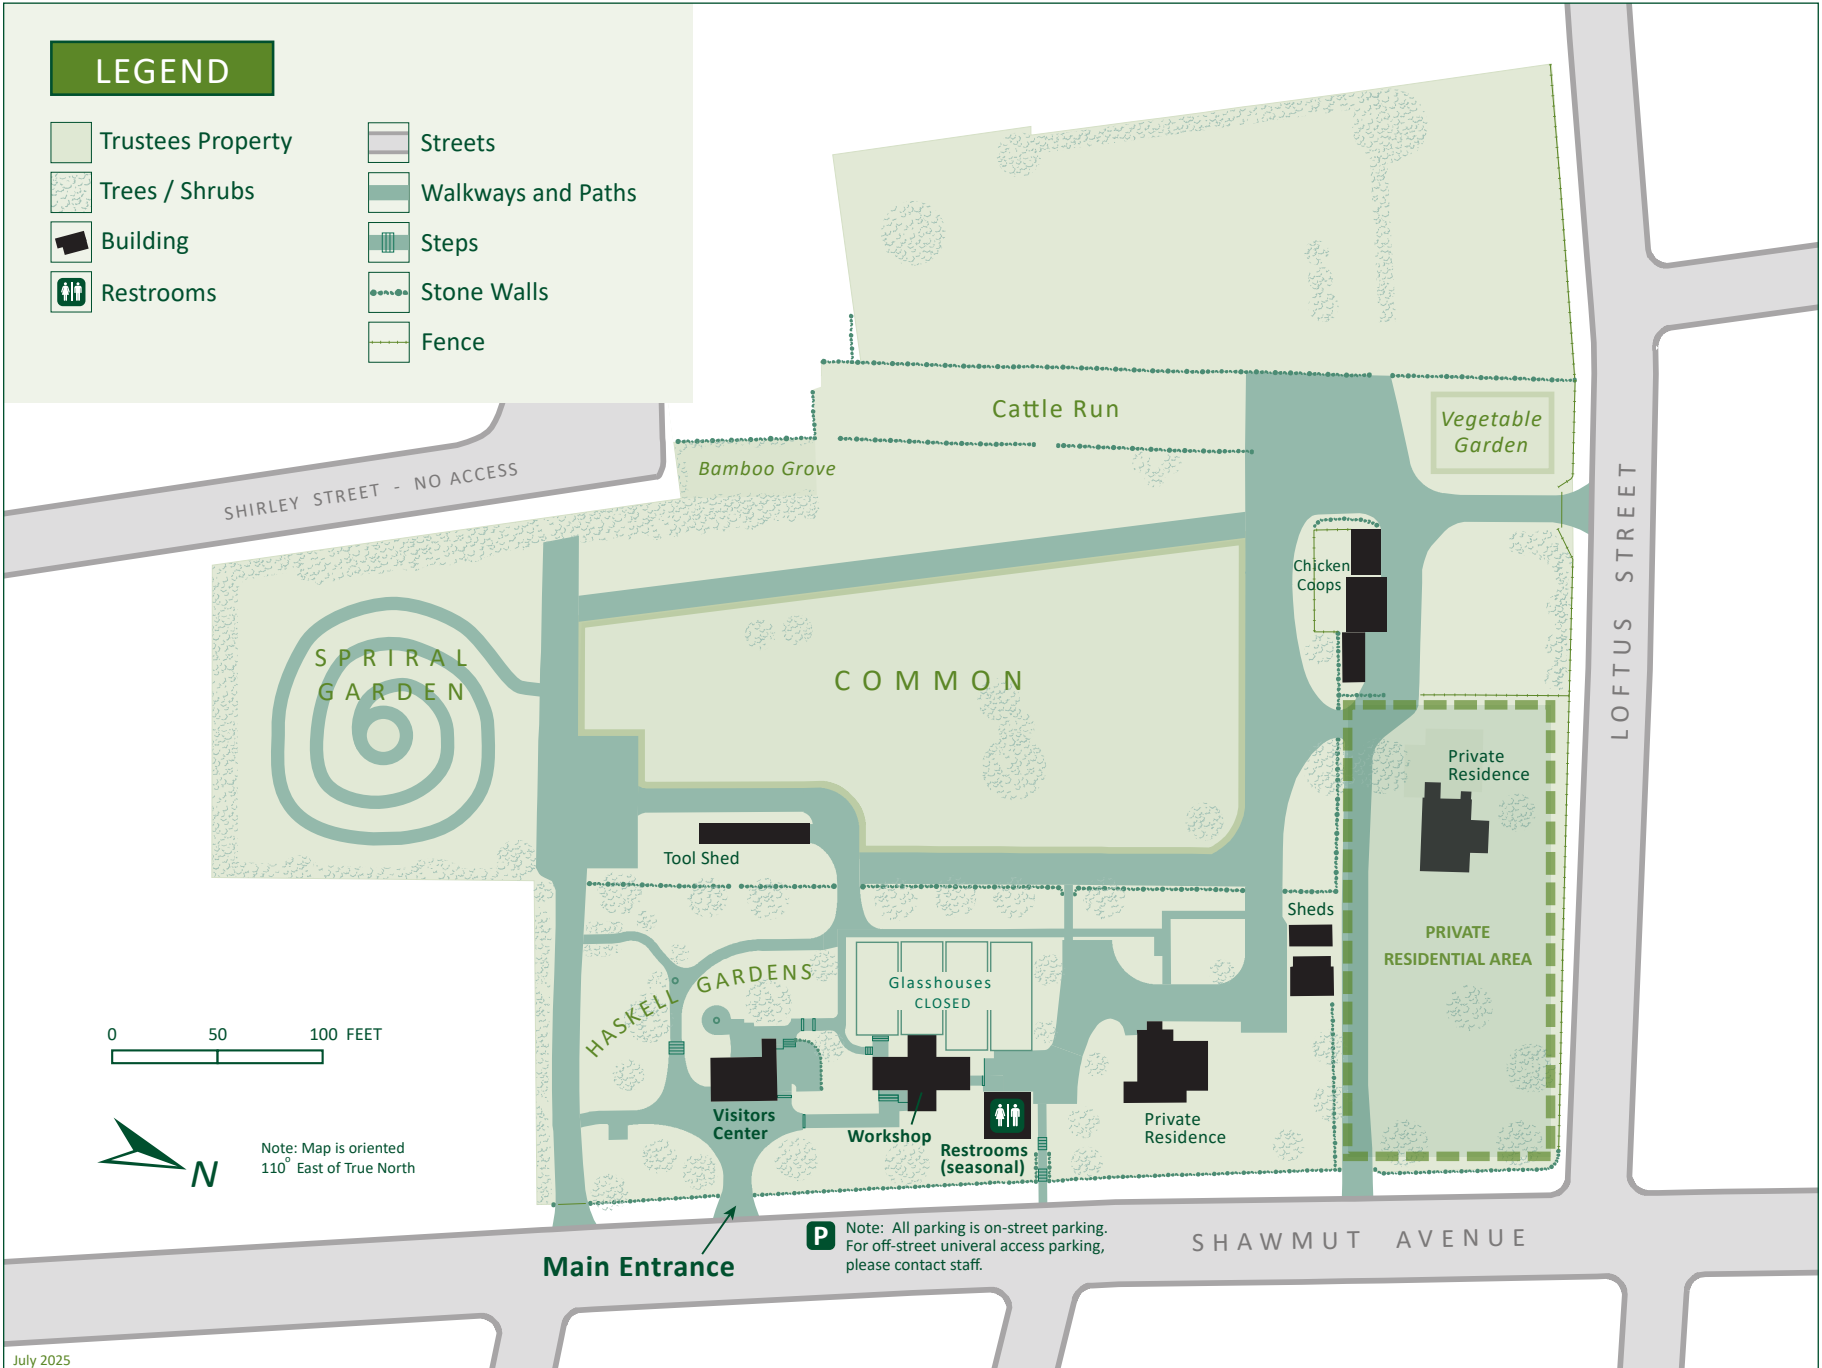 LEGEND
Trustees Property
Trees / Shrubs
Building
Restrooms
Streets
Walkways and Paths
Steps
Stone Walls
Fence
SHIRLEY STREET - NO ACCESS
Cattle Run
Vegetable
Garden
Bamboo Grove
Chicken
Coops
LOFTUS STREET
SPRIRAL
GARDEN
COMMON
Private
Residence
Tool Shed
Sheds
PRIVATE
RESIDENTIAL AREA
HASKELL GARDENS
Glasshouses
CLOSED
0 50 100 FEET
Visitors
Center
Workshop
Restrooms
(seasonal)
Private
Residence
N
Note: Map is oriented
110° East of True North
Main Entrance
P
Note: All parking is on-street parking.
For off-street univeral access parking,
please contact staff.
SHAWMUT AVENUE
July 2025